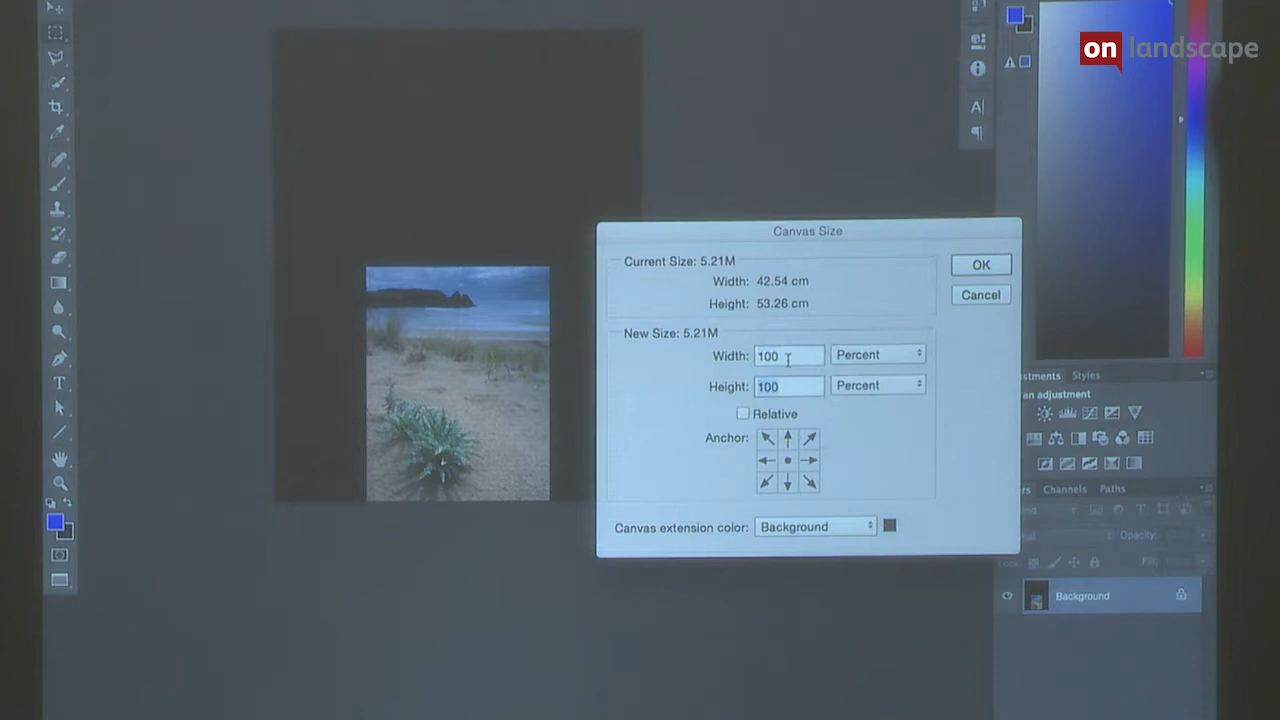 on landscape
A
Canvas Size
Current Size: 5.21M
Width: 42.54 cm
Height: 53.26 cm
OK
Cancel
New Size: 5.21M
Width: 100 Percent
Height: 100 Percent
Relative
Anchor:
Canvas extension color: Background
Styles
an adjustment
Channels Paths
Opacity:
Fill:
Background
T